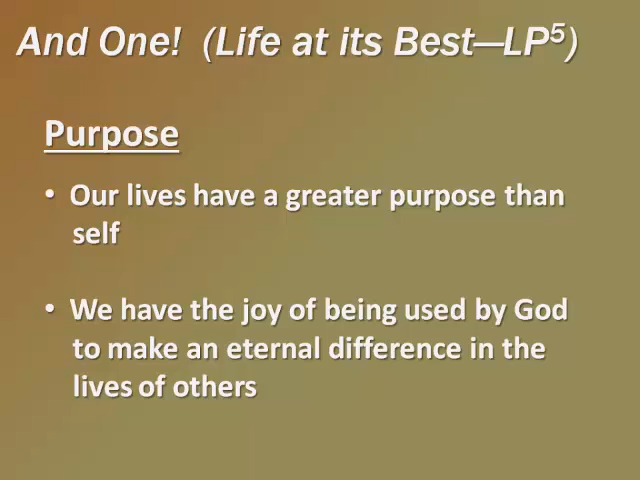 And One! (Life at its Best—LP⁵)
Purpose
• Our lives have a greater purpose than
self
• We have the joy of being used by God
to make an eternal difference in the
lives of others